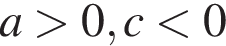 a > 0, c < 0